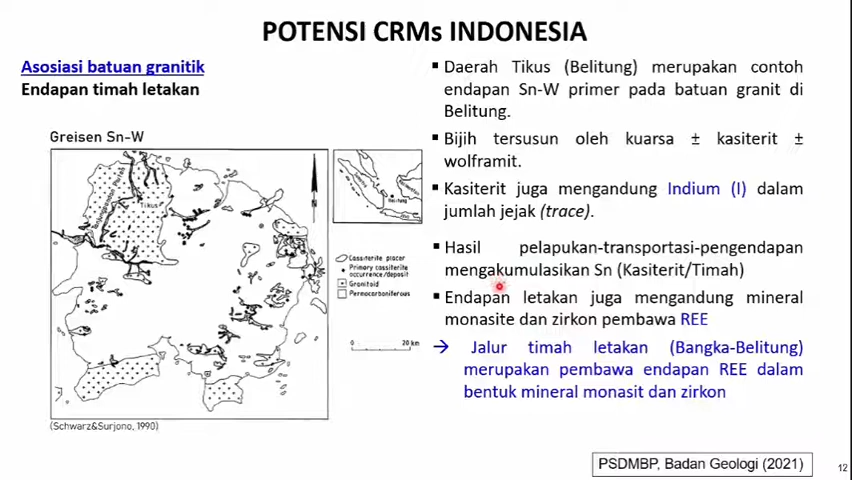 POTENSI CRMs INDONESIA
Asosiasi batuan granitik
Endapan timah letakan
Greisen Sn-W
Tikus
Cassiterite placer
Primary cassiterite
occurrence/deposit
Granitoid
Permocarboniferous
0 20 km
(Schwarz&Surjono, 1990)
▪ Daerah Tikus (Belitung) merupakan contoh
endapan Sn-W primer pada batuan granit di
Belitung.
▪ Bijih tersusun oleh kuarsa ± kasiterit ±
wolframit.
▪ Kasiterit juga mengandung Indium (I) dalam
jumlah jejak (trace).
▪ Hasil pelapukan-transportasi-pengendapan
mengakumulasikan Sn (Kasiterit/Timah)
▪ Endapan letakan juga mengandung mineral
monasite dan zirkon pembawa REE
→ Jalur timah letakan (Bangka-Belitung)
merupakan pembawa endapan REE dalam
bentuk mineral monasit dan zirkon
PSDMBP, Badan Geologi (2021)
12